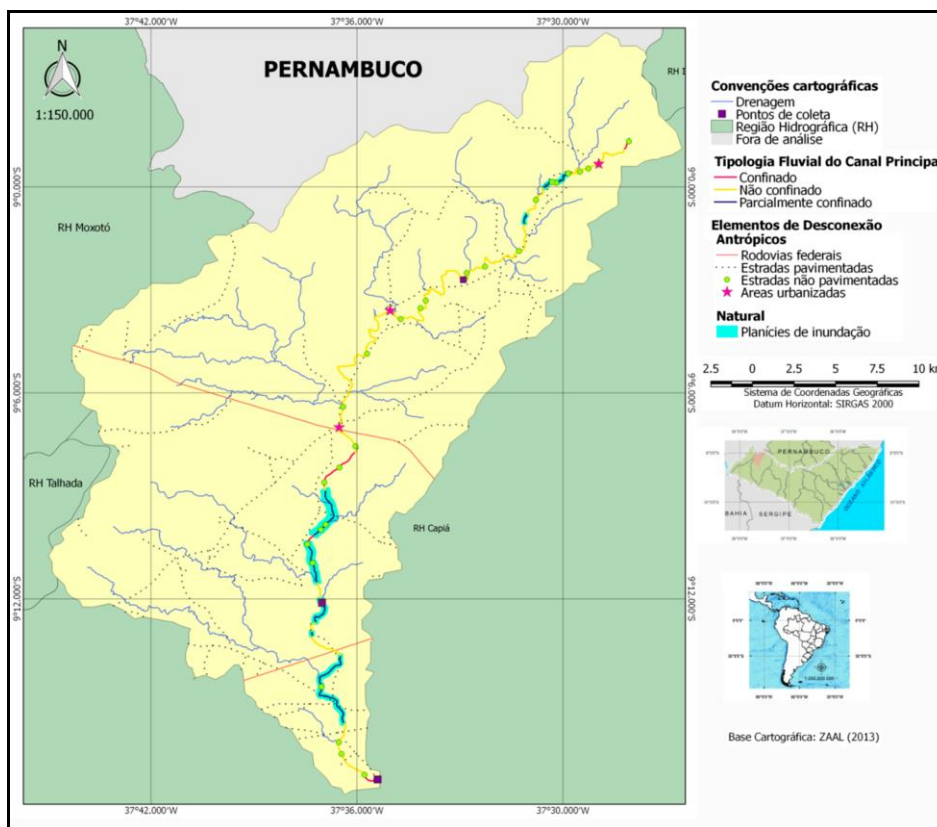 37°42.000'W 37°36.000'W 37°30.000'W
N
1:150.000
PERNAMBUCO
RH Moxotó
RH Talhada
RH Capiá
9°0.000'S
9°6.000'S
9°12.000'S
9°0.000'S
9°6.000'S
9°12.000'S
37°42.000'W 37°36.000'W 37°30.000'W
Convenções cartográficas
Drenagem
Pontos de coleta
Região Hidrográfica (RH)
Fora de análise
Tipologia Fluvial do Canal Principa
Confinado
Não confinado
Parcialmente confinado
Elementos de Desconexão
Antrópicos
Rodovias federais
Estradas pavimentadas
Estradas não pavimentadas
Areas urbanizadas
Natural
Planícies de inundação
2.5 0 2.5 5 7.5 10 km
Sistema de Coordenadas Geográficas
Datum Horizontal: SIRGAS 2000
PERNAMBUCO
BAHIA SERGIPE
OCEANO ATLÂNTICO
Base Cartográfica: ZAAL (2013)